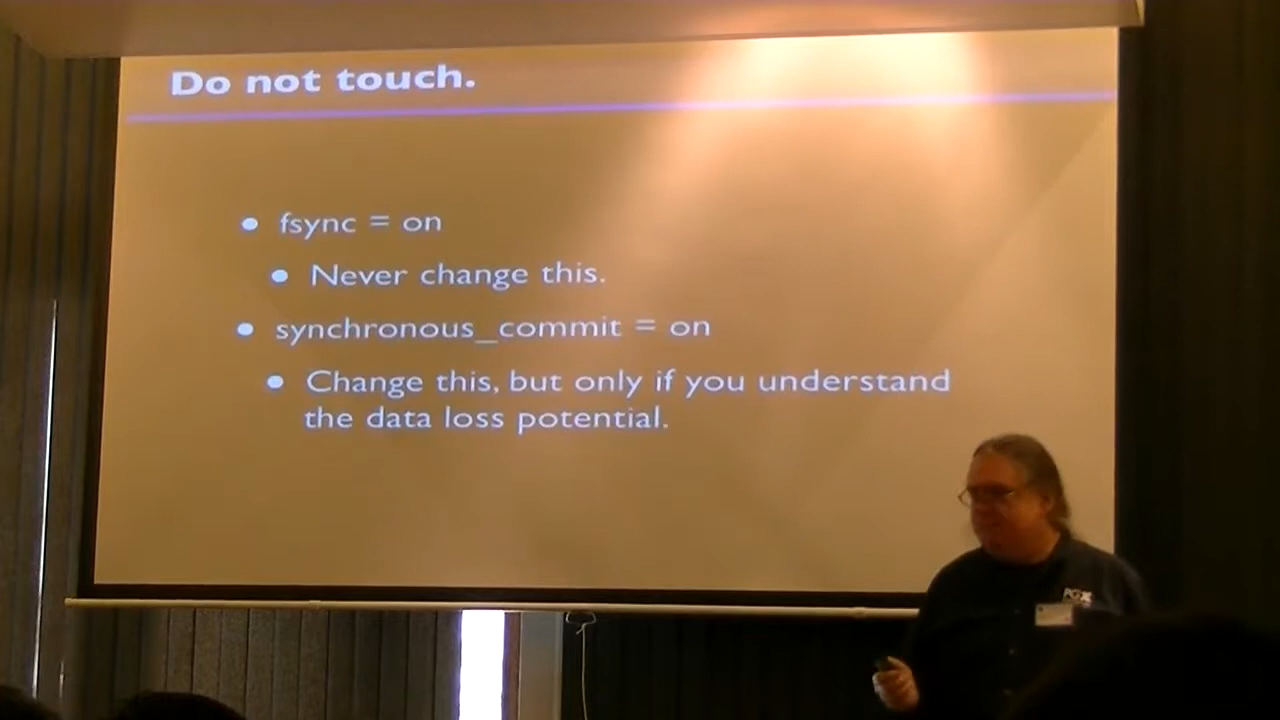 Do not touch.
• fsync = on
• Never change this.
• synchronous_commit = on
• Change this, but only if you understand
the data loss potential.
PGX